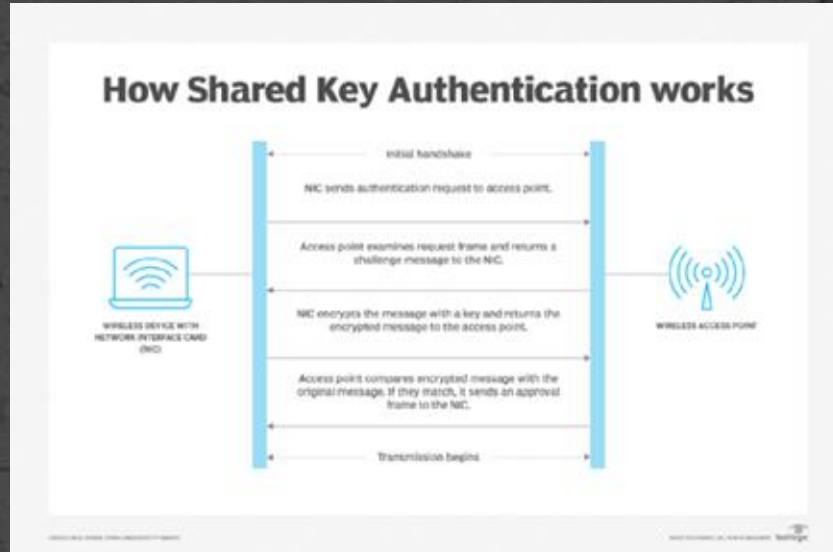 How Shared Key Authentication works
Initial handshake
NIC sends authentication request to access point.
Access point examines request frame and returns a
challenge message to the NIC.
NIC encrypts the message with a key and returns the
encrypted message to the access point.
Access point compares encrypted message with the
original message. If they match, it sends an approval
frame to the NIC.
Transmission begins
WIRELESS DEVICE WITH
NETWORK INTERFACE CARD
(NIC)
WIRELESS ACCESS POINT